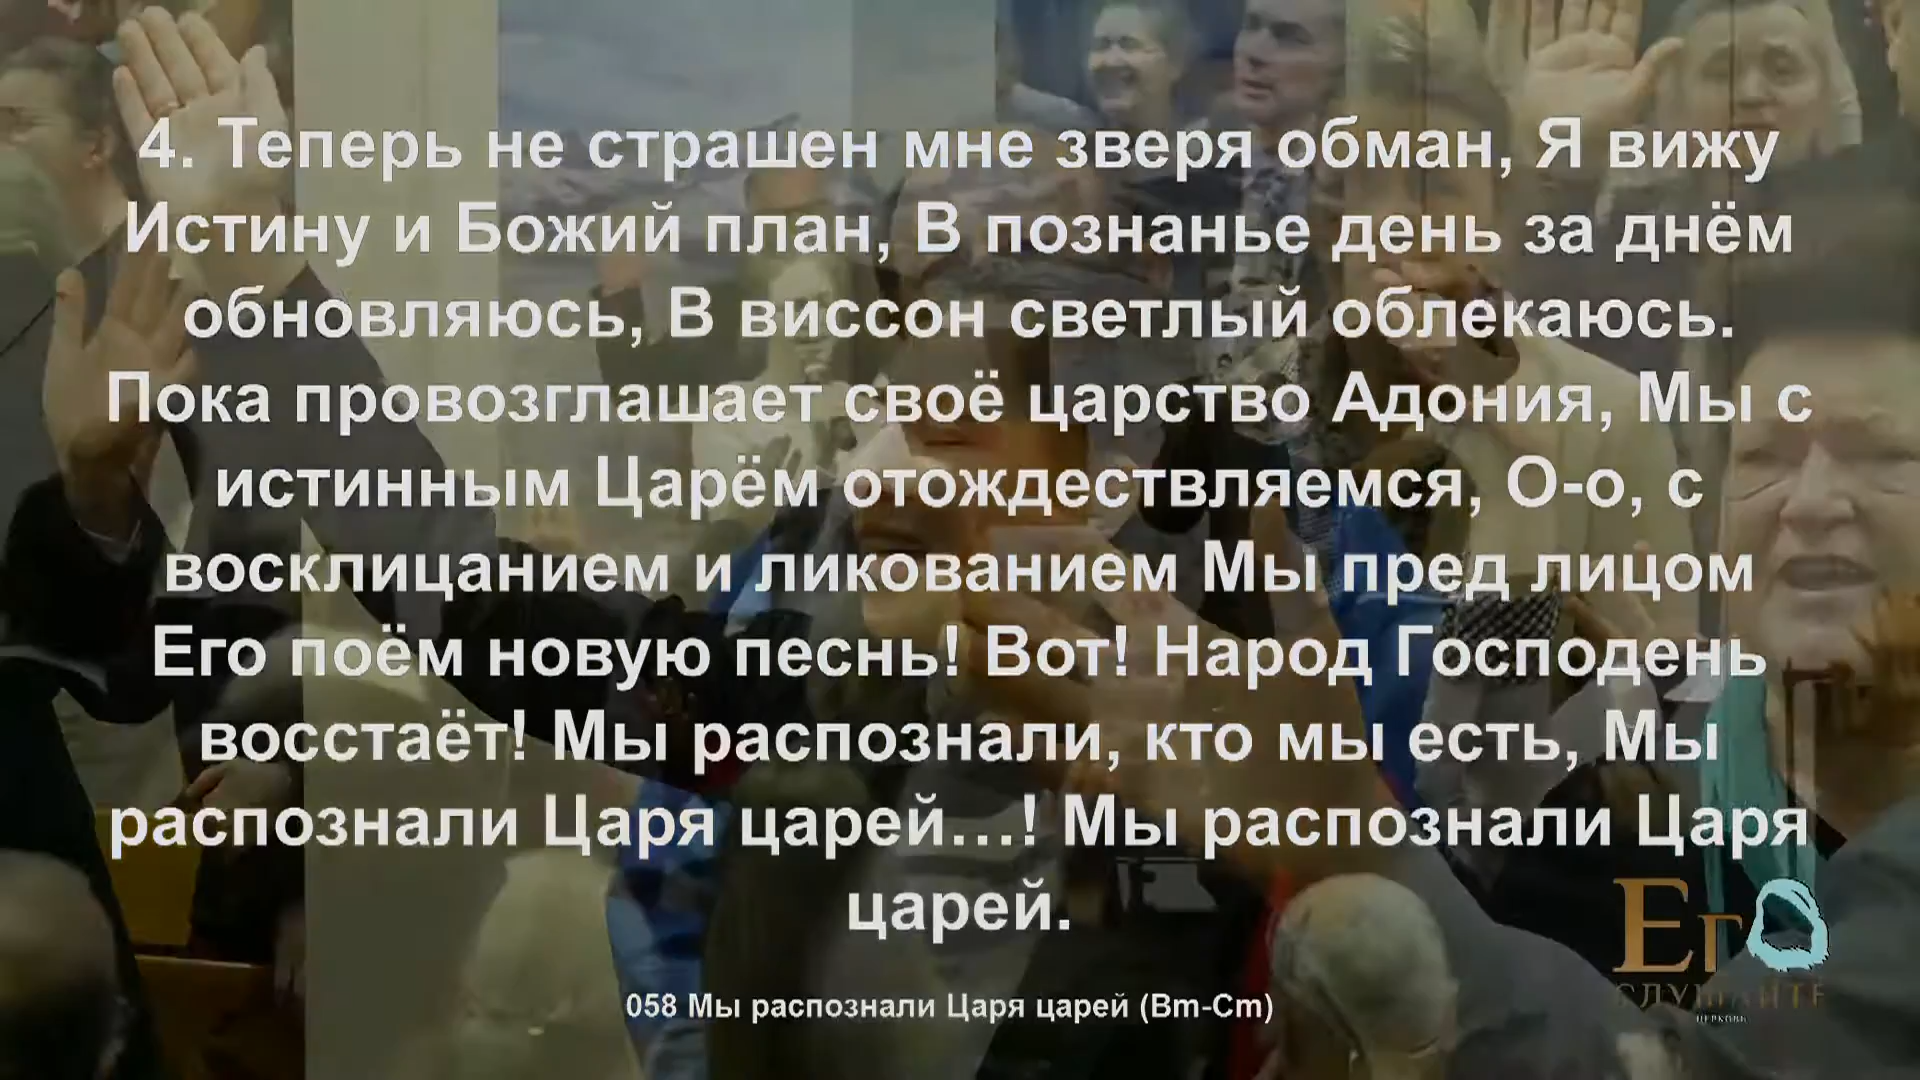 4. Теперь не страшен мне зверя обман, Я вижу
Истину и Божий план, В познанье день за днём
обновляюсь, В виссон светлый облекаюсь.
Пока провозглашает своё царство Адония, Мы с
истинным Царём отождествляемся, О-о, с
восклицанием и ликованием Мы пред лицом
Его поём новую песнь! Вот! Народ Господень
восстаёт! Мы распознали, кто мы есть, Мы
распознали Царя царей...! Мы распознали Царя
царей.
Его
СЛУШАЙТЕ
ЦЕРКОВЬ
058 Мы распознали Царя царей (Bm-Cm)